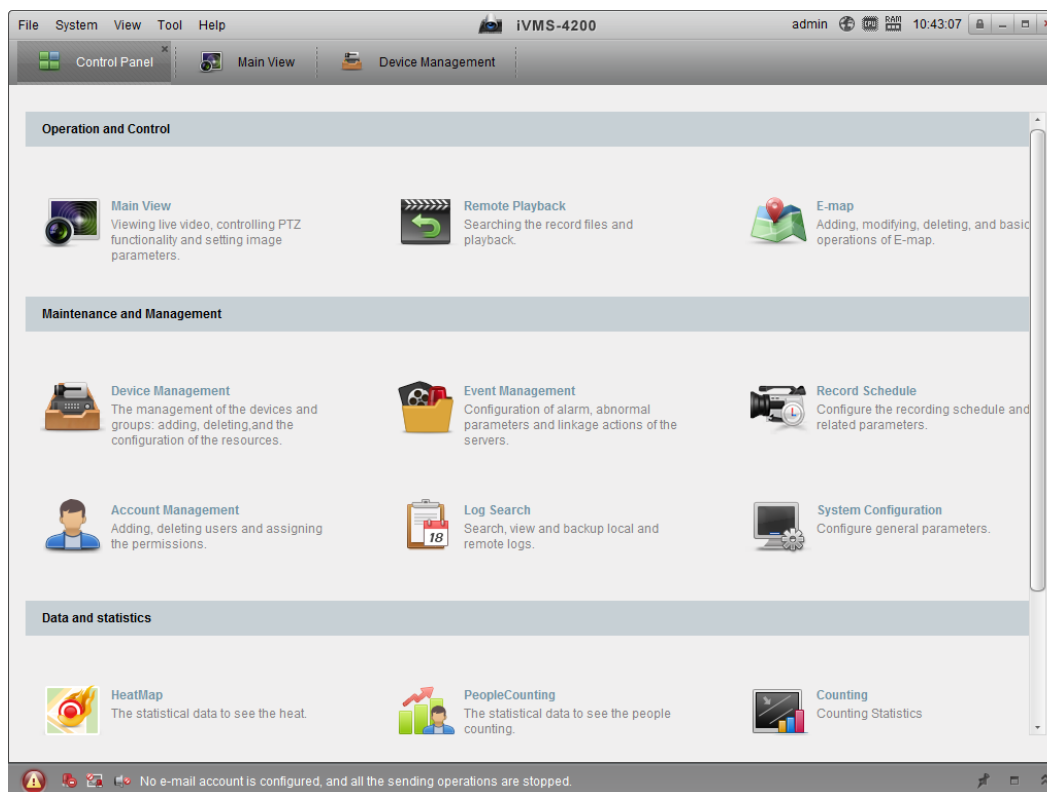 File System View Tool Help iVMS-4200 admin CPU RAM 10:43:07
Control Panel Main View Device Management
Operation and Control
Main View
Viewing live video, controlling PTZ
functionality and setting image
parameters.
Remote Playback
Searching the record files and
playback.
E-map
Adding, modifying, deleting, and basic
operations of E-map.
Maintenance and Management
Device Management
The management of the devices and
groups: adding, deleting,and the
configuration of the resources.
Event Management
Configuration of alarm, abnormal
parameters and linkage actions of the
servers.
Record Schedule
Configure the recording schedule and
related parameters.
Account Management
Adding, deleting users and assigning
the permissions.
18
Log Search
Search, view and backup local and
remote logs.
System Configuration
Configure general parameters.
Data and statistics
HeatMap
The statistical data to see the heat.
PeopleCounting
The statistical data to see the people
counting.
Counting
Counting Statistics
No e-mail account is configured, and all the sending operations are stopped.